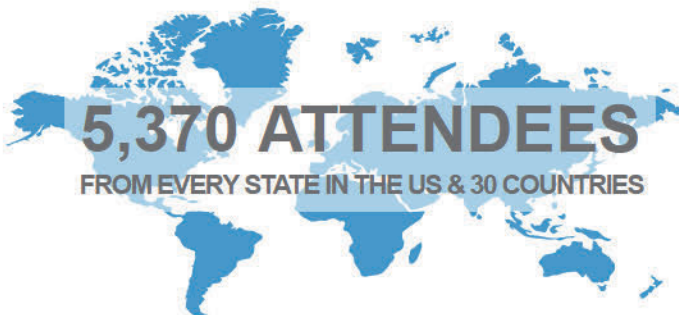 5,370 ATTENDEES
FROM EVERY STATE IN THE US & 30 COUNTRIES